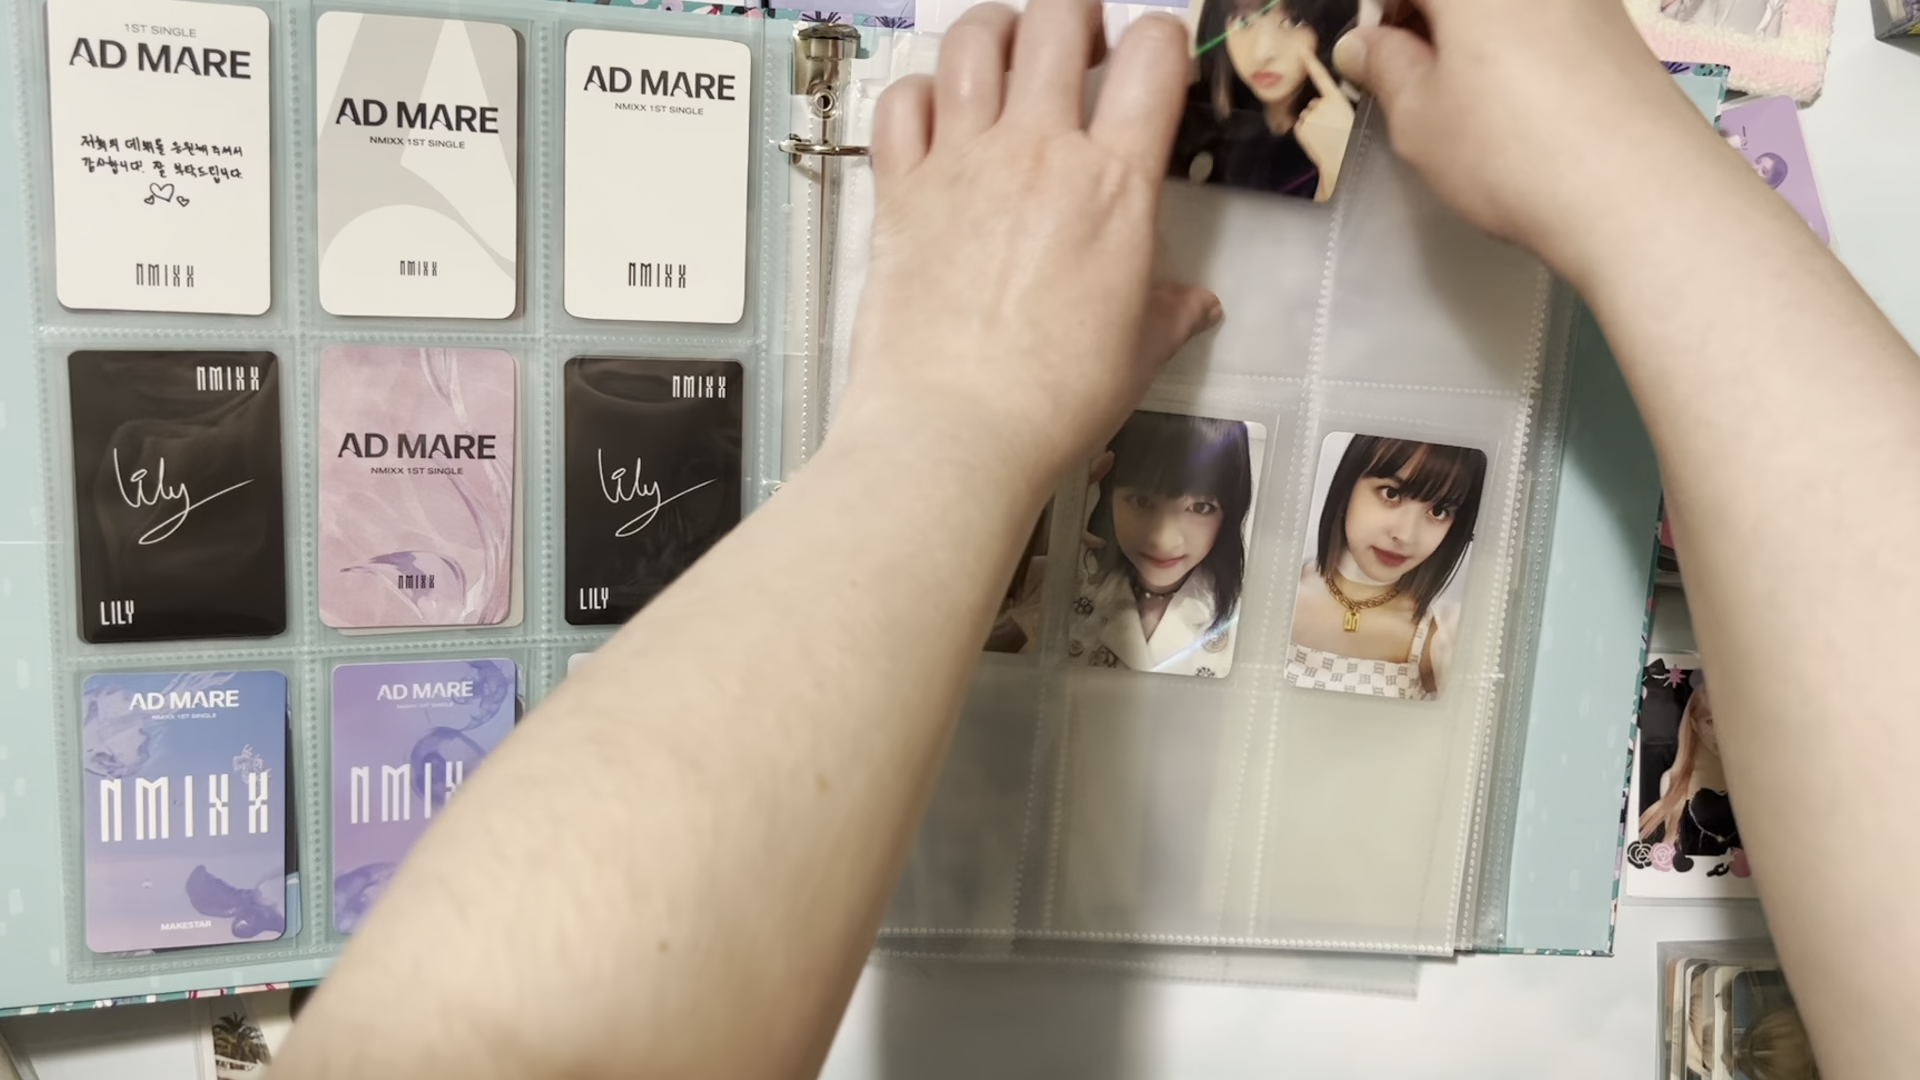 1ST SINGLE
AD MARE
저희의 데뷔를 응원해 주셔서
감사합니다. 잘 부탁드립니다.
NMIXX
AD MARE
NMIXX 1ST SINGLE
NMIXX
AD MARE
NMIXX 1ST SINGLE
NMIXX
NMIXX
Lily
LILY
AD MARE
NMIXX 1ST SINGLE
NMIXX
NMIXX
Lily
LILY
AD MARE
NMIXX 1ST SINGLE
NMIXX
MAKESTAR
AD MARE
NMIXX 1ST SINGLE